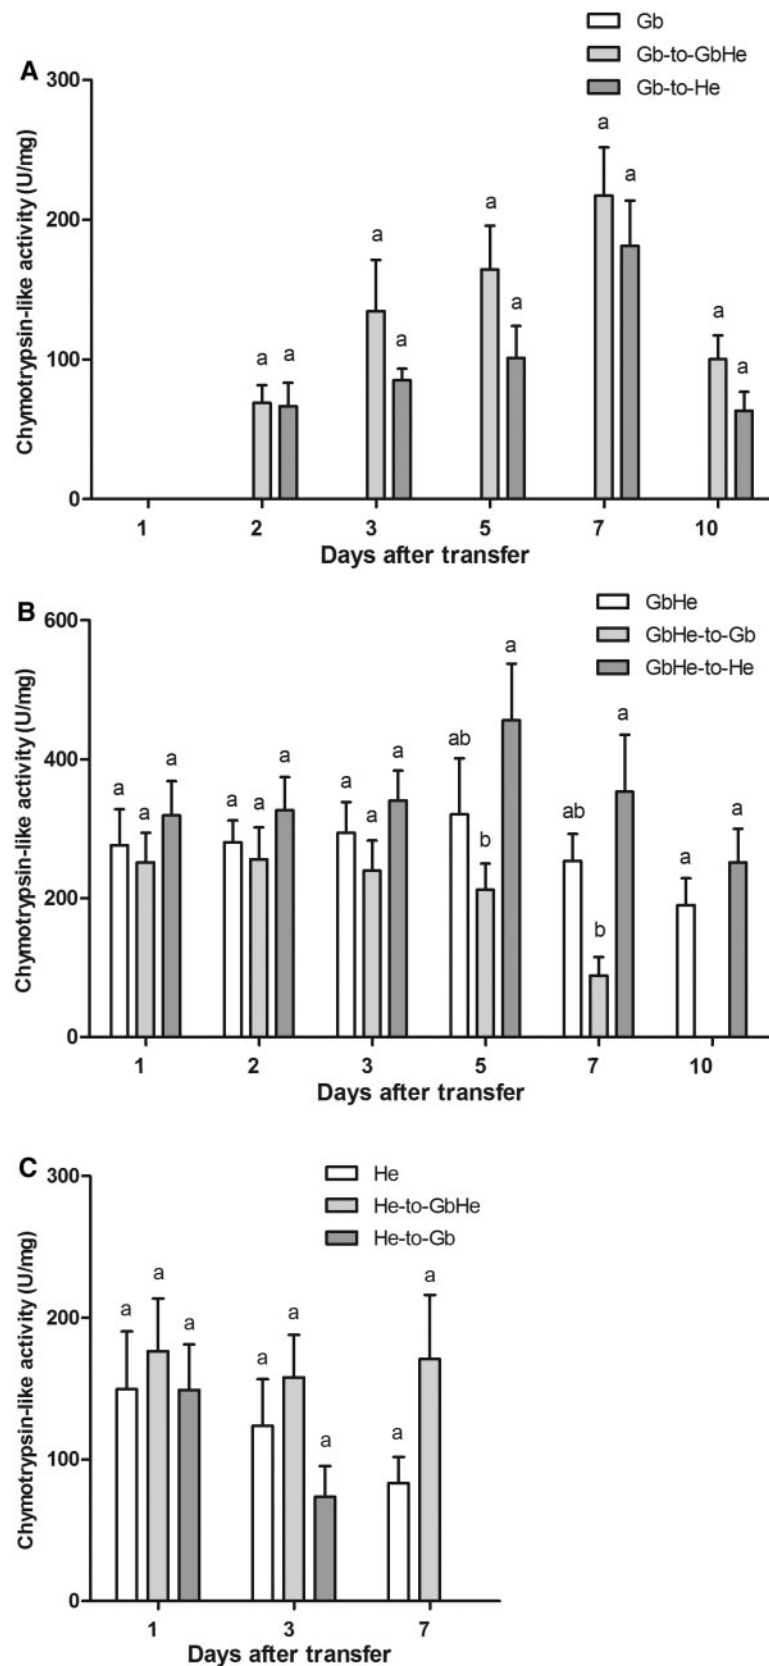 A
Gb
Gb-to-GbHe
Gb-to-He
Chymotrypsin-like activity (U/mg)
300
200
100
0
a a a a a a a a a a
1 2 3 5 7 10
Days after transfer
B
GbHe
GbHe-to-Gb
GbHe-to-He
Chymotrypsin-like activity (U/mg)
600
400
200
0
a a a a a a a a a ab b a ab b a a a
1 2 3 5 7 10
Days after transfer
C
He
He-to-GbHe
He-to-Gb
Chymotrypsin-like activity (U/mg)
300
200
100
0
a a a a a a a a
1 3 7
Days after transfer